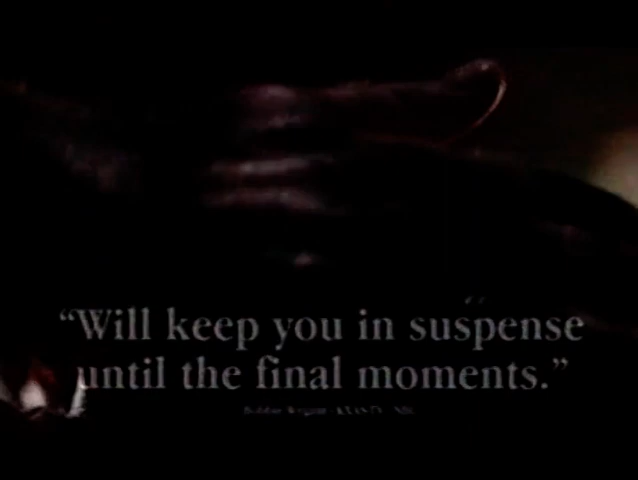 “Will keep you in suspense
until the final moments.”